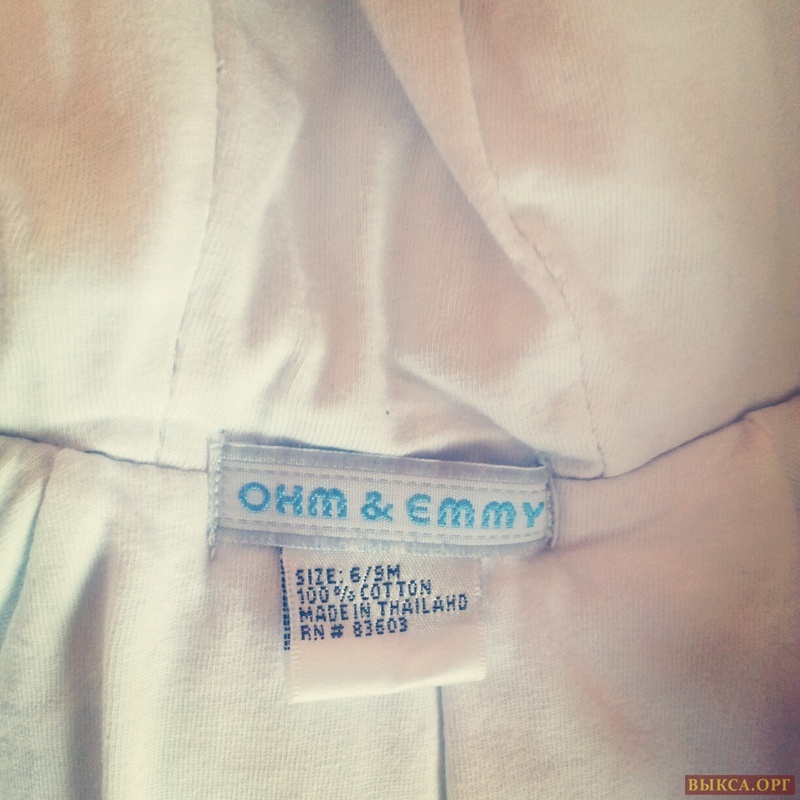 OHM & EMMY
SIZE: 6/9M
100% COTTON
MADE IN THAILAND
RN # 83603
ВЫКСА.ОРГ